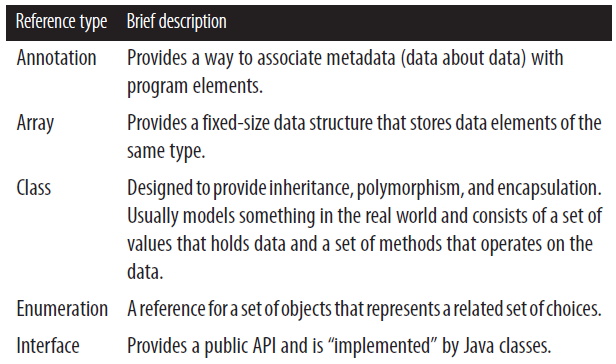 Reference type Brief description
Annotation Provides a way to associate metadata (data about data) with
program elements.
Array Provides a fixed-size data structure that stores data elements of the
same type.
Class Designed to provide inheritance, polymorphism, and encapsulation.
Usually models something in the real world and consists of a set of
values that holds data and a set of methods that operates on the
data.
Enumeration A reference for a set of objects that represents a related set of choices.
Interface Provides a public API and is “implemented” by Java classes.